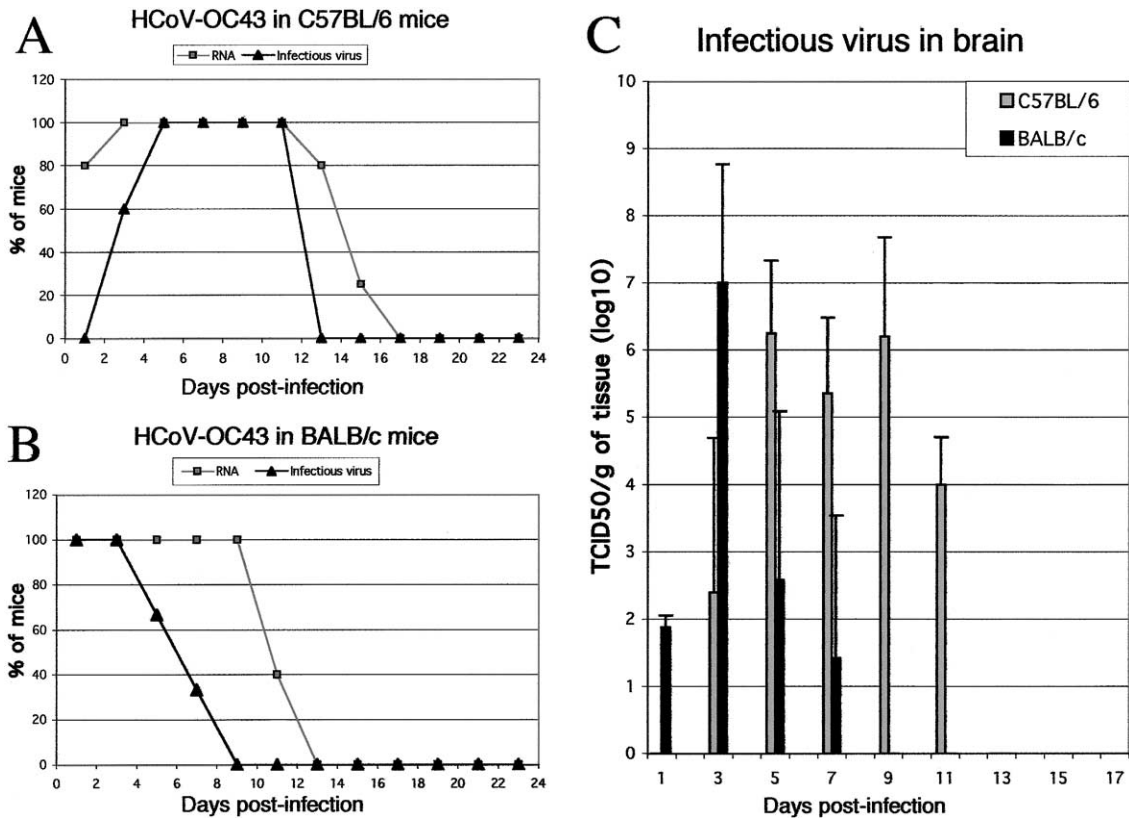 A
HCoV-OC43 in C57BL/6 mice
RNA Infectious virus
120
100
80
60
40
20
0
% of mice
0 2 4 6 8 10 12 14 16 18 20 22 24
Days post-infection
B
HCoV-OC43 in BALB/c mice
RNA Infectious virus
120
100
80
60
40
20
0
% of mice
0 2 4 6 8 10 12 14 16 18 20 22 24
Days post-infection
C
Infectious virus in brain
C57BL/6
BALB/c
10
9
8
7
6
5
4
3
2
1
0
TCID50/g of tissue (log10)
1 3 5 7 9 11 13 15 17
Days post-infection